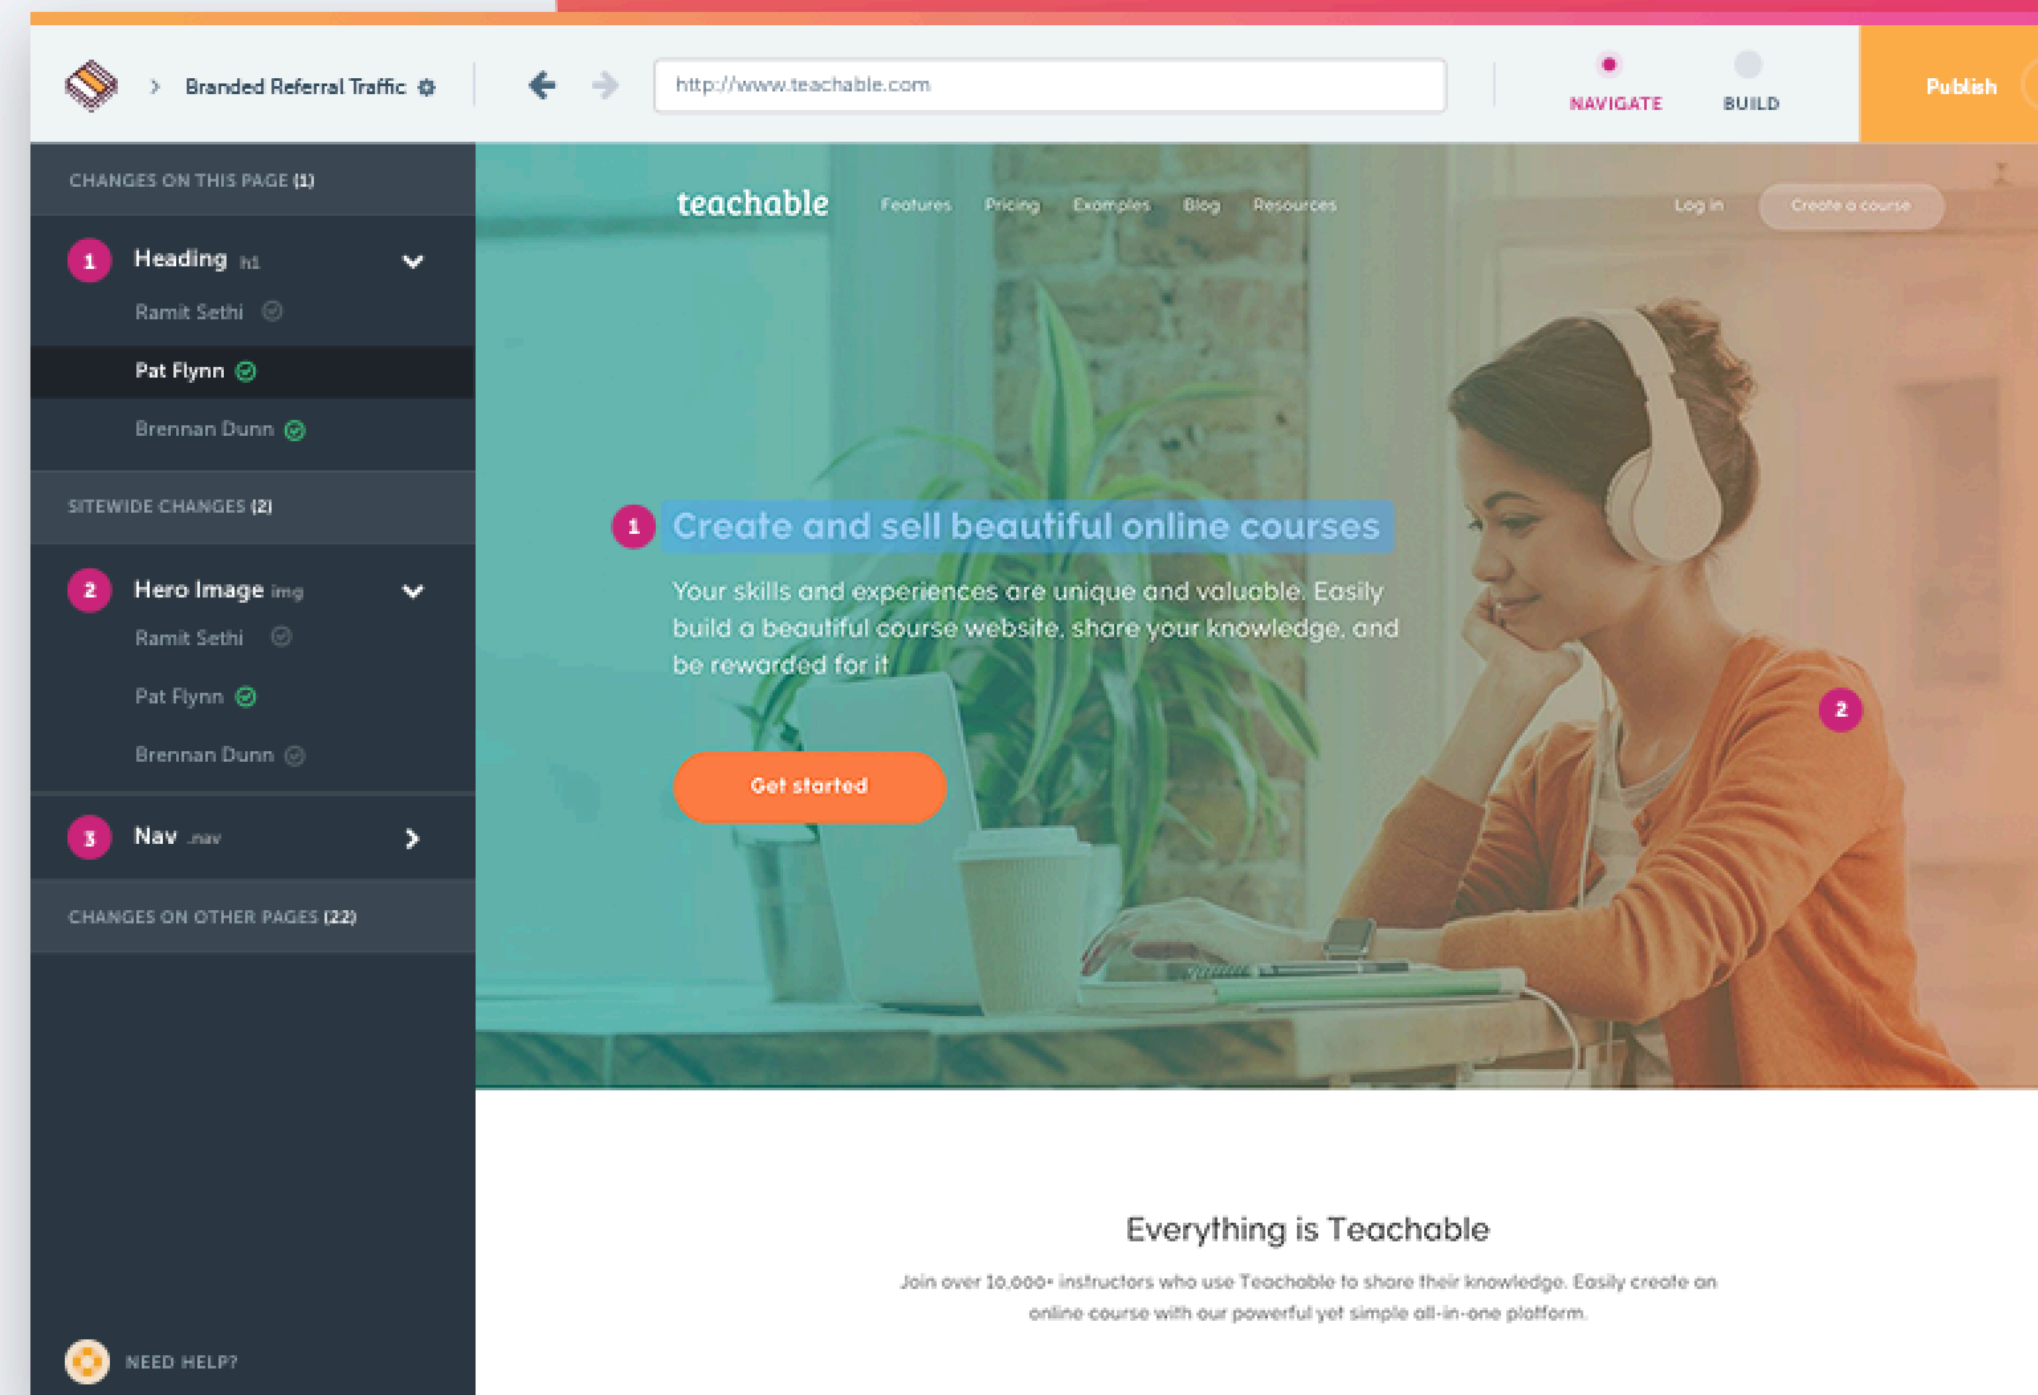 Branded Referral Traffic
http://www.teachable.com
NAVIGATE
BUILD
Publish
CHANGES ON THIS PAGE (1)
1 Heading h1
Ramit Sethi
Pat Flynn
Brennan Dunn
SITEWIDE CHANGES (2)
2 Hero Image img
Ramit Sethi
Pat Flynn
Brennan Dunn
3 Nav .nav
CHANGES ON OTHER PAGES (22)
NEED HELP?
teachable Features Pricing Examples Blog Resources Log in Create a course
1 Create and sell beautiful online courses
Your skills and experiences are unique and valuable. Easily
build a beautiful course website, share your knowledge, and
be rewarded for it
2
Get started
Everything is Teachable
Join over 10,000+ instructors who use Teachable to share their knowledge. Easily create an
online course with our powerful yet simple all-in-one platform.